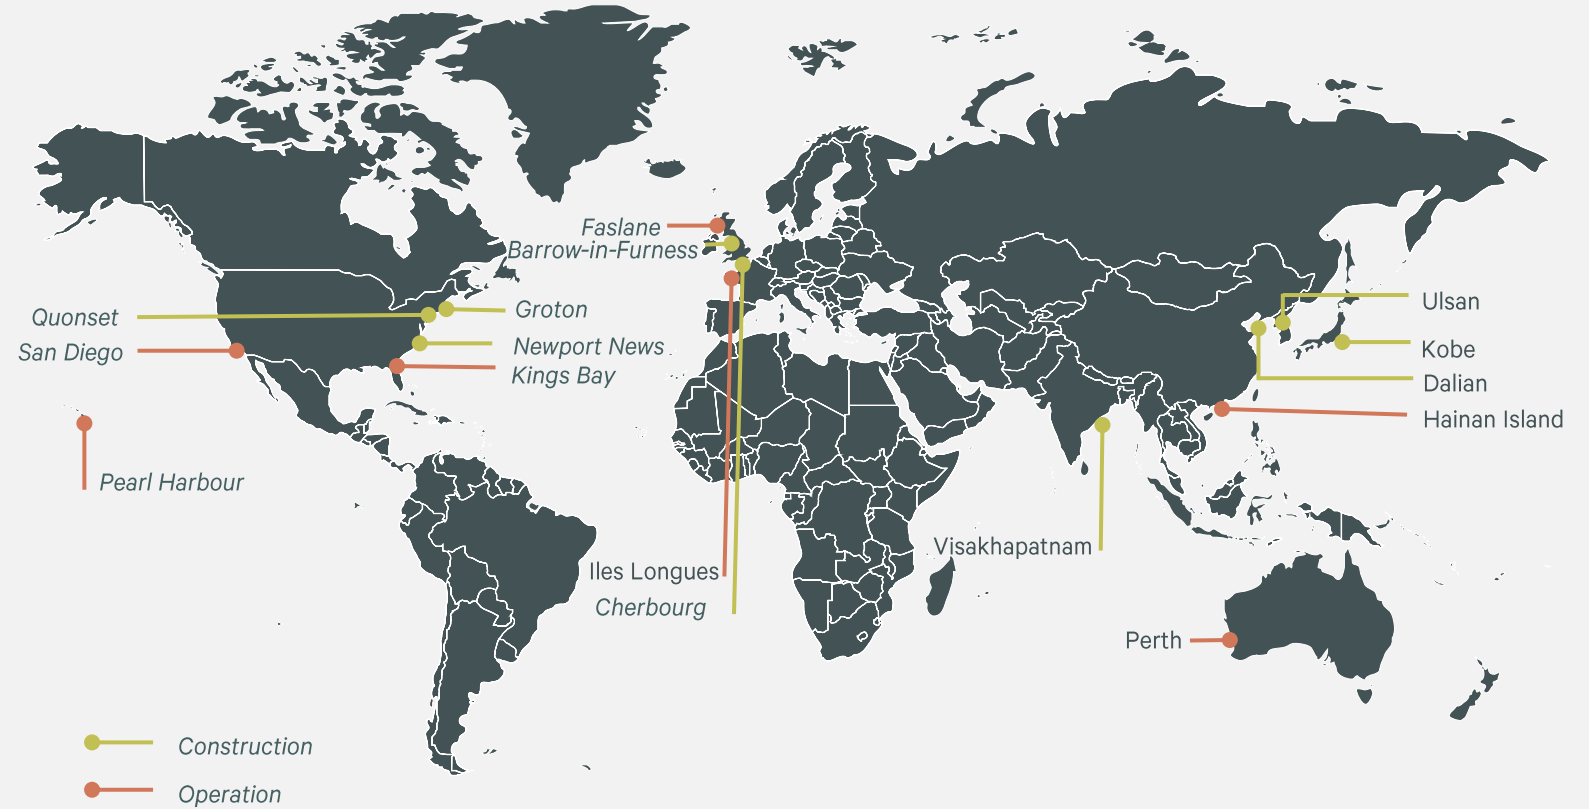 Faslane
Barrow-in-Furness
Quonset
Groton
Ulsan
San Diego
Newport News
Kobe
Kings Bay
Dalian
Hainan Island
Pearl Harbour
Visakhapatnam
Iles Longues
Cherbourg
Perth
Construction
Operation